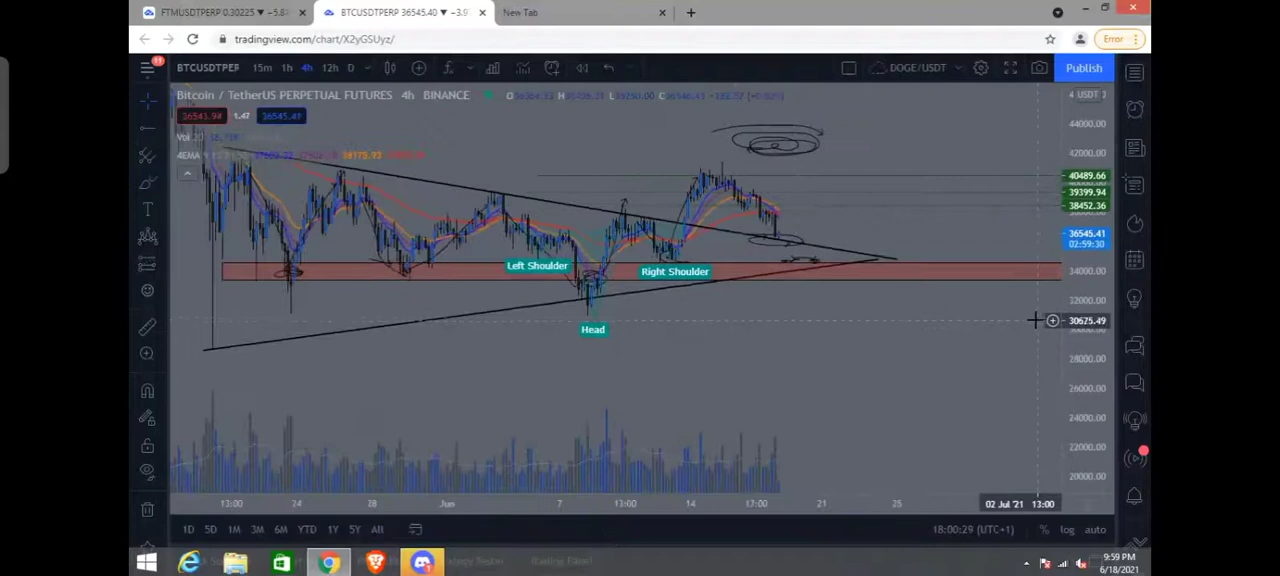 FTMUSDTPERP 0.30225 ▼ −5.8
BTCUSDTPERP 36545.40 ▼ −3.9
New Tab
tradingview.com/chart/X2yGSUyz/
Error
11
BTCUSDTPERP 15m 1h 4h 12h D
DOGE/USDT
Publish
Bitcoin / TetherUS PERPETUAL FUTURES 4h BINANCE
36543.94 1.47 36545.41
Vol 20
4EMA
USDT
44000.00
42000.00
40489.66
39399.94
38452.36
36545.41
02:59:30
34000.00
32000.00
30675.49
28000.00
26000.00
24000.00
22000.00
20000.00
Left Shoulder
Right Shoulder
Head
13:00 24 28 Jun 7 13:00 14 17:00 21 25 02 Jul '21 13:00
1D 5D 1M 3M 6M YTD 1Y 5Y All
18:00:29 (UTC+1) % log auto
9:59 PM
6/18/2021